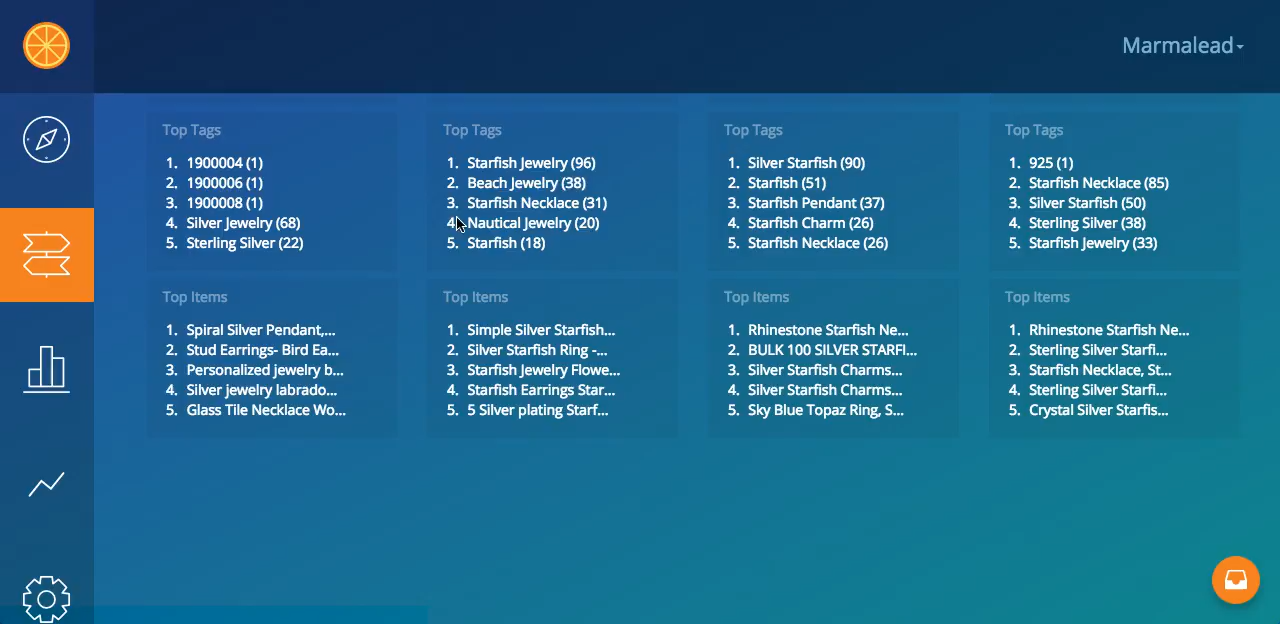 Marmalead
Top Tags
1. 1900004 (1)
2. 1900006 (1)
3. 1900008 (1)
4. Silver Jewelry (68)
5. Sterling Silver (22)
Top Tags
1. Starfish Jewelry (96)
2. Beach Jewelry (38)
3. Starfish Necklace (31)
4. Nautical Jewelry (20)
5. Starfish (18)
Top Tags
1. Silver Starfish (90)
2. Starfish (51)
3. Starfish Pendant (37)
4. Starfish Charm (26)
5. Starfish Necklace (26)
Top Tags
1. 925 (1)
2. Starfish Necklace (85)
3. Silver Starfish (50)
4. Sterling Silver (38)
5. Starfish Jewelry (33)
Top Items
1. Spiral Silver Pendant,...
2. Stud Earrings- Bird Ea...
3. Personalized jewelry b...
4. Silver jewelry labrado...
5. Glass Tile Necklace Wo...
Top Items
1. Simple Silver Starfish...
2. Silver Starfish Ring -...
3. Starfish Jewelry Flowe...
4. Starfish Earrings Star...
5. 5 Silver plating Starf...
Top Items
1. Rhinestone Starfish Ne...
2. BULK 100 SILVER STARFI...
3. Silver Starfish Charms...
4. Silver Starfish Charms...
5. Sky Blue Topaz Ring, S...
Top Items
1. Rhinestone Starfish Ne...
2. Sterling Silver Starfi...
3. Starfish Necklace, St...
4. Sterling Silver Starfi...
5. Crystal Silver Starfis...